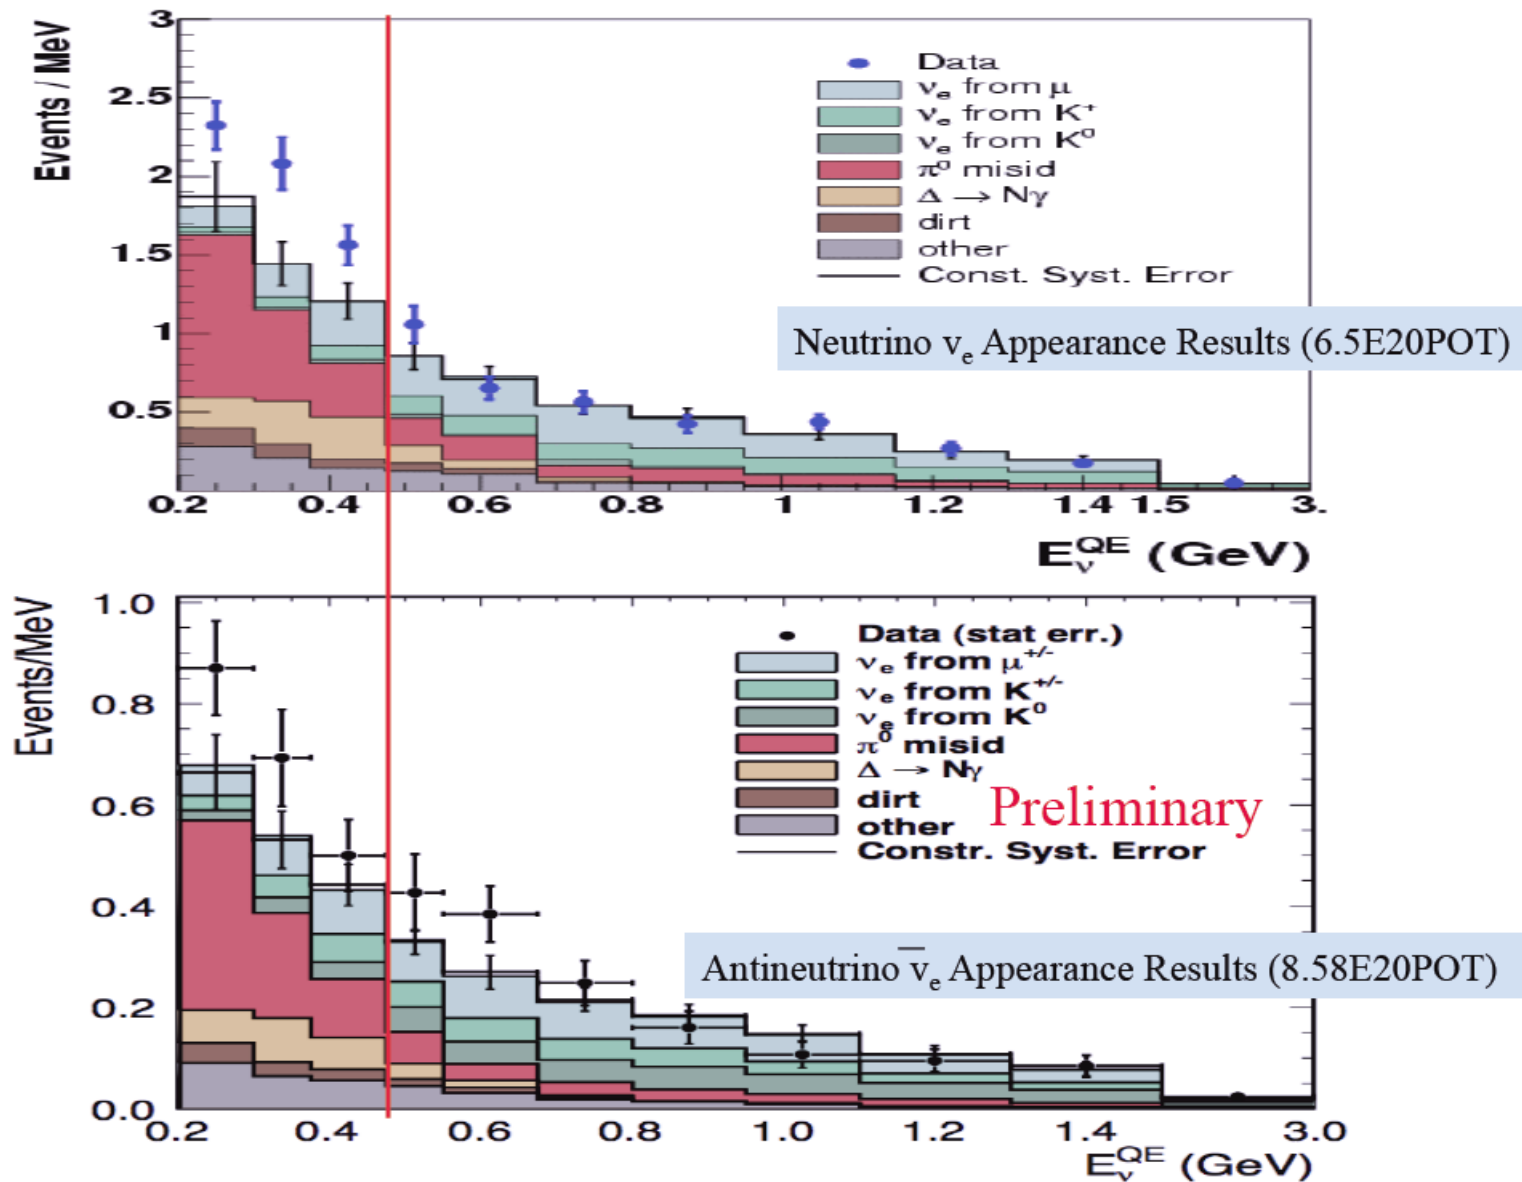 Events / MeV
3
2.5
2
1.5
1
0.5
Data
νe from μ
νe from K⁺
νe from K⁰
π⁰ misid
Δ → Nγ
dirt
other
Const. Syst. Error
Neutrino νe Appearance Results (6.5E20POT)
0.2 0.4 0.6 0.8 1 1.2 1.4 1.5 3.
EνQE (GeV)
Events/MeV
1.0
0.8
0.6
0.4
0.2
0.0
Data (stat err.)
νe from μ+/-
νe from K+/-
νe from K⁰
π⁰ misid
Δ → Nγ
dirt
other
Constr. Syst. Error
Preliminary
Antineutrino ν̅e Appearance Results (8.58E20POT)
0.2 0.4 0.6 0.8 1.0 1.2 1.4 3.0
EνQE (GeV)